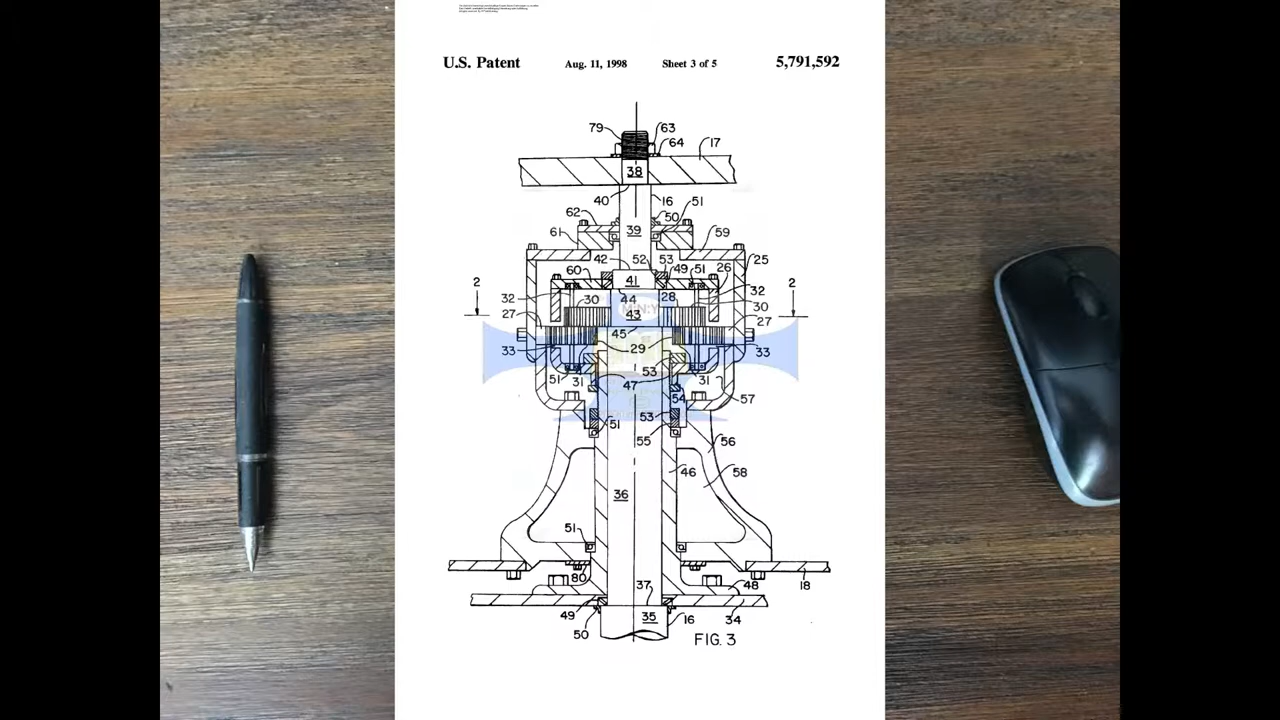 U.S. Patent Aug. 11, 1998 Sheet 3 of 5 5,791,592
79 63
64 17
38
40 16 51
62 50
61 39 59
42 52 53
60 41 49 51 26 25
2 32 30 44 28 32 2
M:N:Y
27 43 30
45 27
33 29 33
51 31 53 31
47 54 57
51 53
55 56
46 58
36
51
80 37 48 18
49 35 16 34
50
FIG. 3